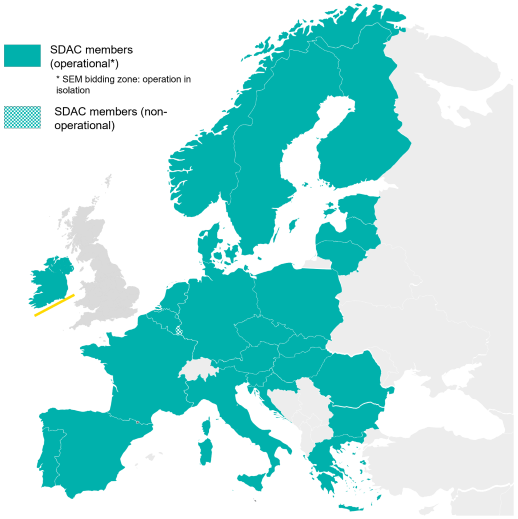 SDAC members
(operational*)
* SEM bidding zone: operation in
isolation
SDAC members (non-
operational)